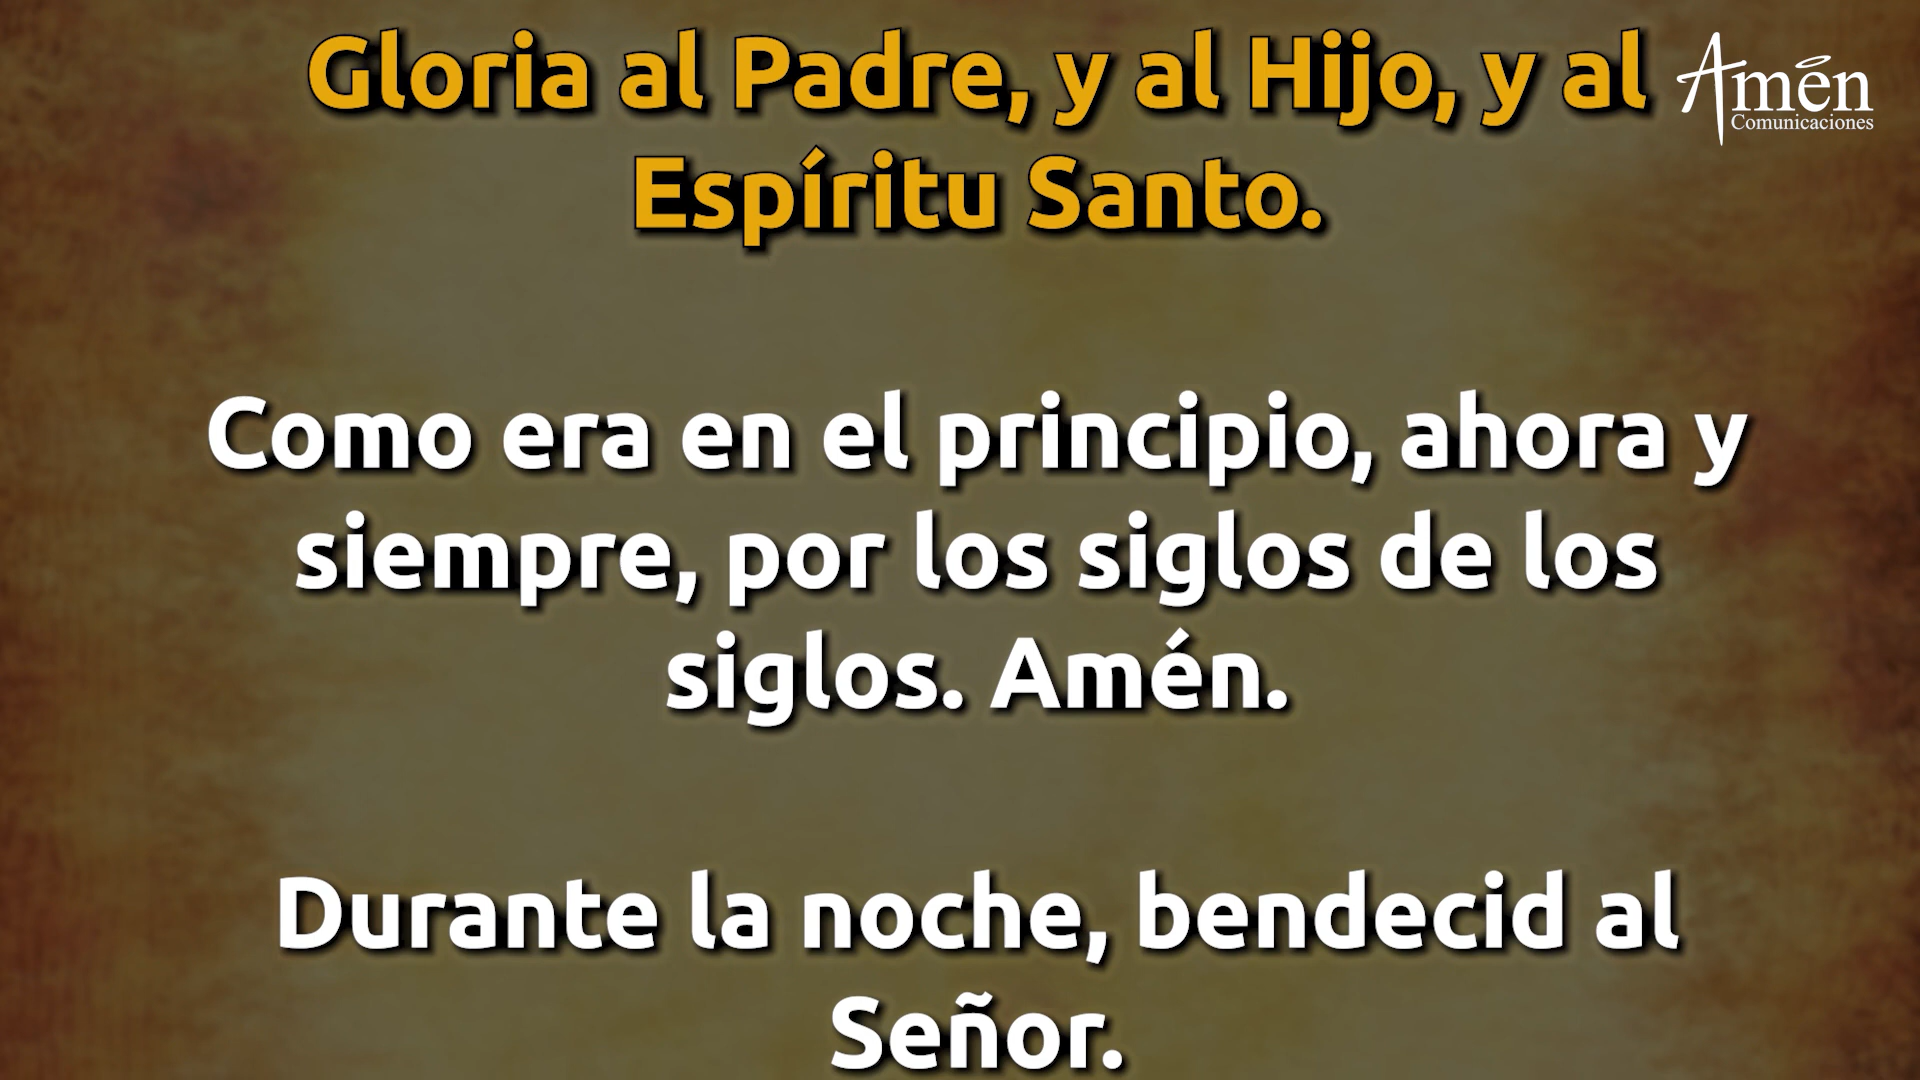 Gloria al Padre, y al Hijo, y al
Espíritu Santo.
Amén
Comunicaciones
Como era en el principio, ahora y
siempre, por los siglos de los
siglos. Amén.
Durante la noche, bendecid al
Señor.